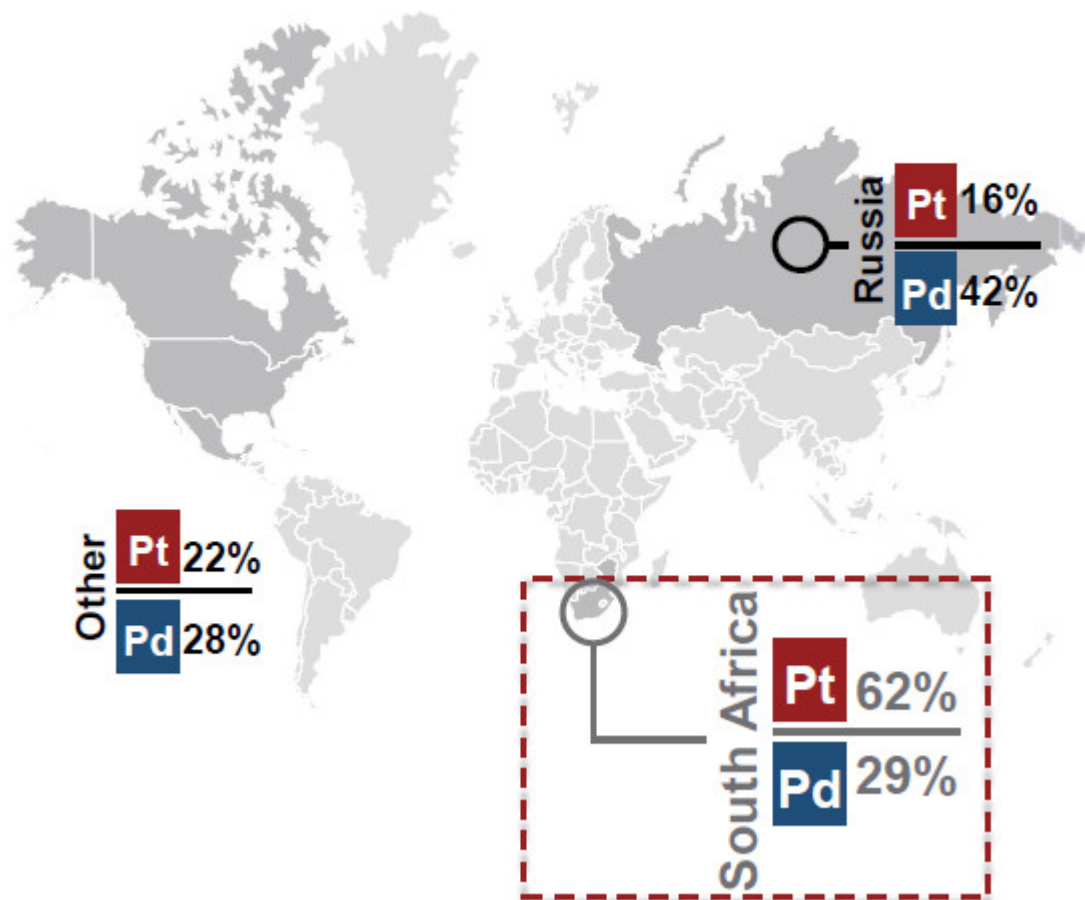 Russia
Pt 16%
Pd 42%
Other
Pt 22%
Pd 28%
South Africa
Pt 62%
Pd 29%